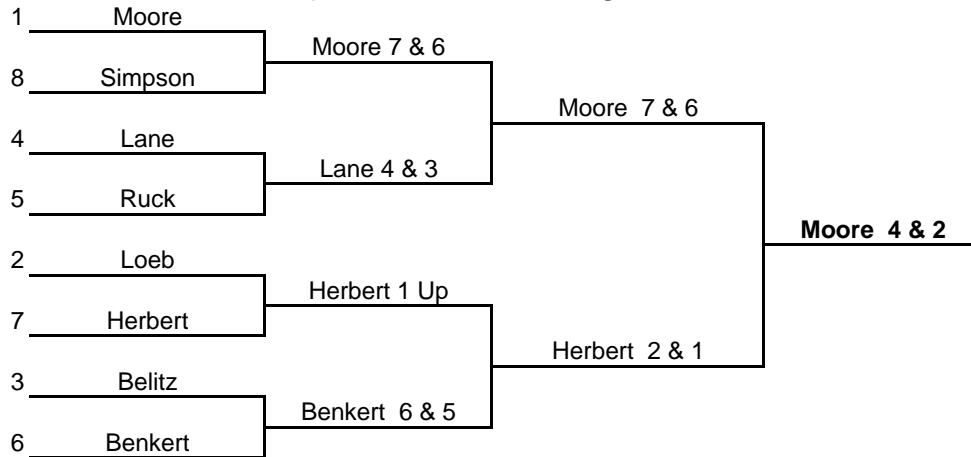 1 Moore
Moore 7 & 6
8 Simpson
Moore 7 & 6
4 Lane
Lane 4 & 3
5 Ruck
Moore 4 & 2
2 Loeb
Herbert 1 Up
7 Herbert
Herbert 2 & 1
3 Belitz
Benkert 6 & 5
6 Benkert